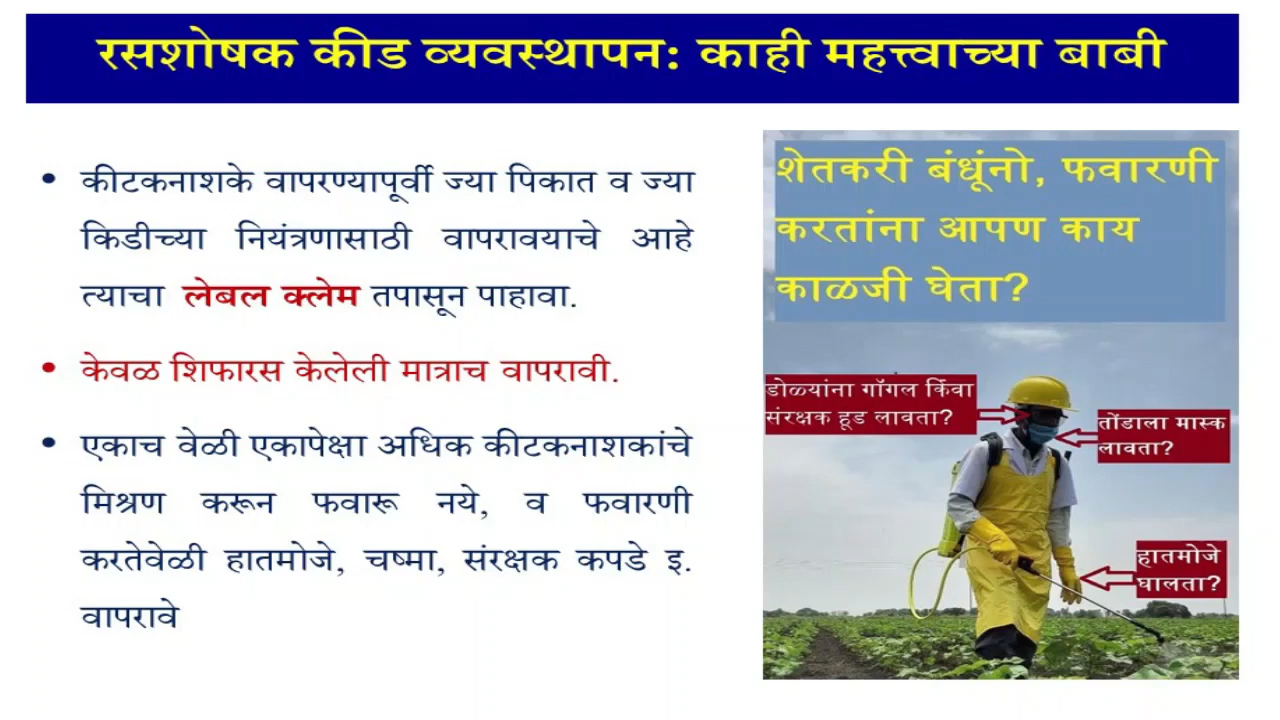 रसशोषक कीड व्यवस्थापन: काही महत्त्वाच्या बाबी
• कीटकनाशके वापरण्यापूर्वी ज्या पिकात व ज्या
किडीच्या नियंत्रणासाठी वापरावयाचे आहे
त्याचा लेबल क्लेम तपासून पाहावा.
• केवळ शिफारस केलेली मात्राच वापरावी.
• एकाच वेळी एकापेक्षा अधिक कीटकनाशकांचे
मिश्रण करून फवारू नये, व फवारणी
करतेवेळी हातमोजे, चष्मा, संरक्षक कपडे इ.
वापरावे
शेतकरी बंधूंनो, फवारणी
करतांना आपण काय
काळजी घेता?
डोळ्यांना गॉगल किंवा
संरक्षक हूड लावता?
तोंडाला मास्क
लावता?
हातमोजे
घालता?